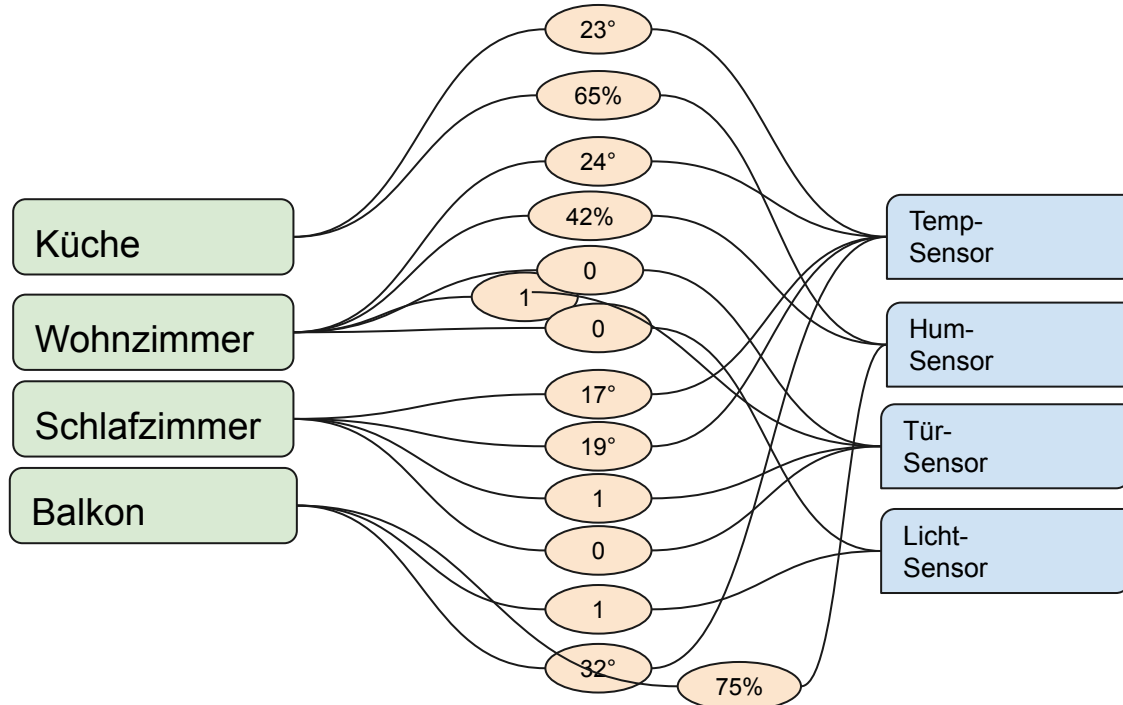 Küche
Wohnzimmer
Schlafzimmer
Balkon
23°
65%
24°
42%
0
1
0
17°
19°
1
0
1
32°
75%
Temp-
Sensor
Hum-
Sensor
Tür-
Sensor
Licht-
Sensor